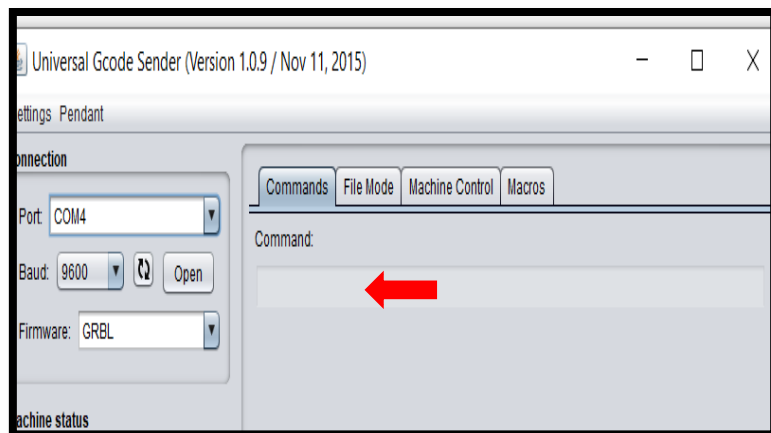 Universal Gcode Sender (Version 1.0.9 / Nov 11, 2015)
ettings Pendant
onnection
Commands File Mode Machine Control Macros
Port: COM4
Command:
Baud: 9600 Open
Firmware: GRBL
achine status